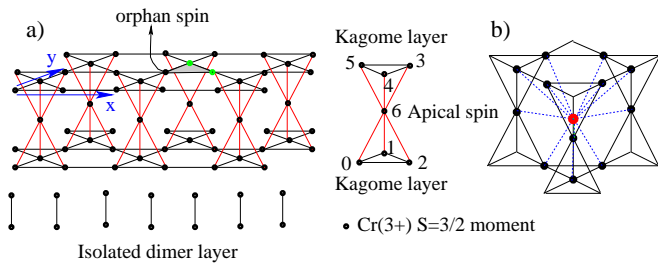 orphan spin
a)
y
x
Kagome layer
5
3
4
6
Apical spin
1
0
2
Kagome layer
Cr(3+) S=3/2 moment
Isolated dimer layer
b)